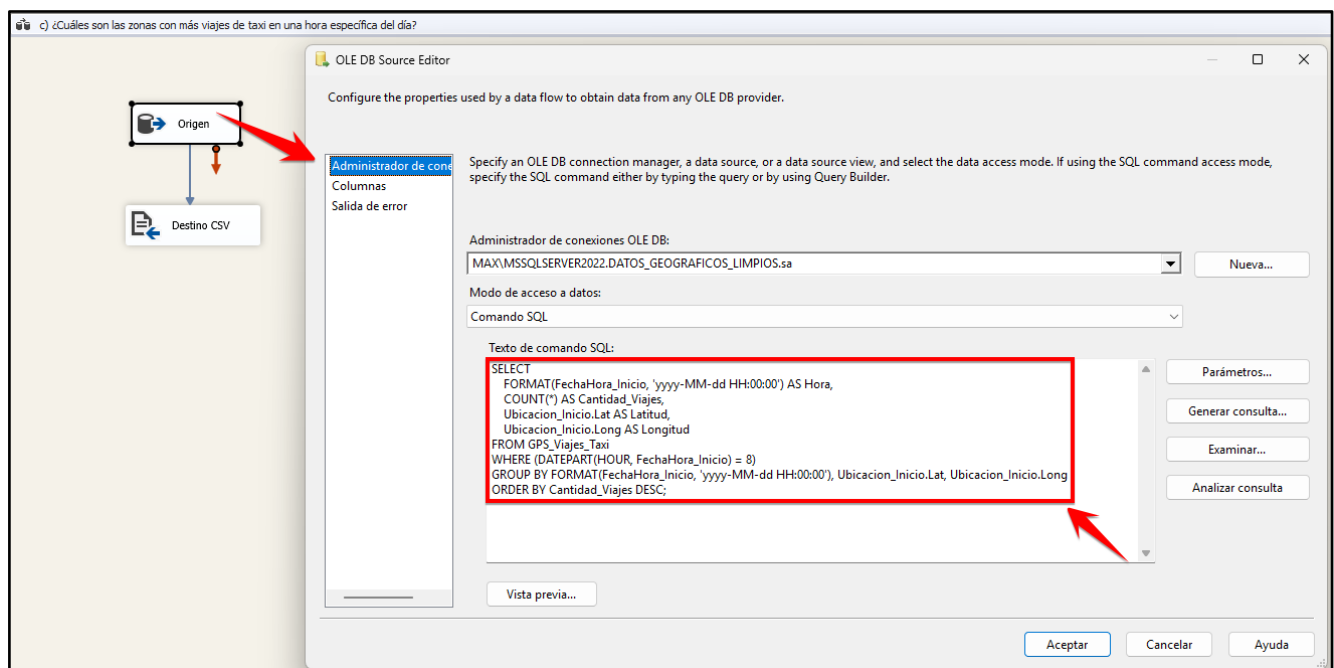 c) ¿Cuáles son las zonas con más viajes de taxi en una hora específica del día?
Origen
Destino CSV
OLE DB Source Editor
Configure the properties used by a data flow to obtain data from any OLE DB provider.
Administrador de cone
Columnas
Salida de error
Specify an OLE DB connection manager, a data source, or a data source view, and select the data access mode. If using the SQL command access mode,
specify the SQL command either by typing the query or by using Query Builder.
Administrador de conexiones OLE DB:
MAX\MSSQLSERVER2022.DATOS_GEOGRAFICOS_LIMPIOS.sa
Nueva...
Modo de acceso a datos:
Comando SQL
Texto de comando SQL:
SELECT
FORMAT(FechaHora_Inicio, 'yyyy-MM-dd HH:00:00') AS Hora,
COUNT(*) AS Cantidad_Viajes,
Ubicacion_Inicio.Lat AS Latitud,
Ubicacion_Inicio.Long AS Longitud
FROM GPS_Viajes_Taxi
WHERE (DATEPART(HOUR, FechaHora_Inicio) = 8)
GROUP BY FORMAT(FechaHora_Inicio, 'yyyy-MM-dd HH:00:00'), Ubicacion_Inicio.Lat, Ubicacion_Inicio.Long
ORDER BY Cantidad_Viajes DESC;
Parámetros...
Generar consulta...
Examinar...
Analizar consulta
Vista previa...
Aceptar
Cancelar
Ayuda